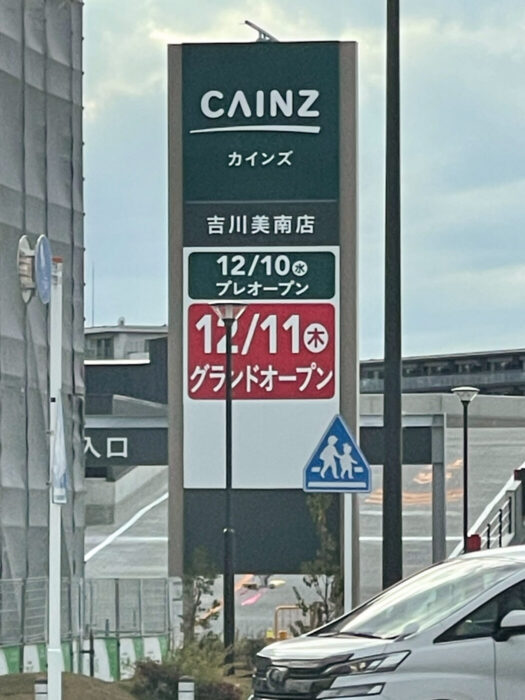 CAINZ
カインズ
吉川美南店
12/10水
プレオープン
12/11木
グランドオープン
入口